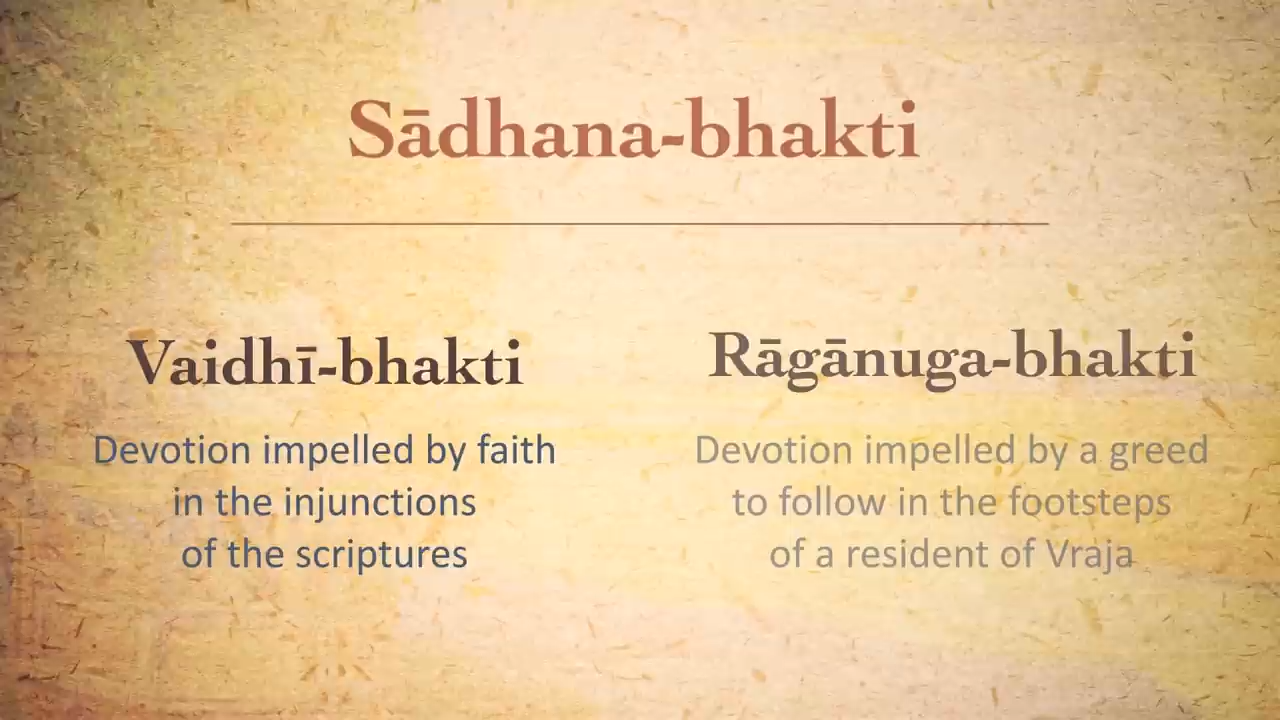 Sādhana-bhakti
Vaidhī-bhakti
Devotion impelled by faith
in the injunctions
of the scriptures
Rāgānuga-bhakti
Devotion impelled by a greed
to follow in the footsteps
of a resident of Vraja